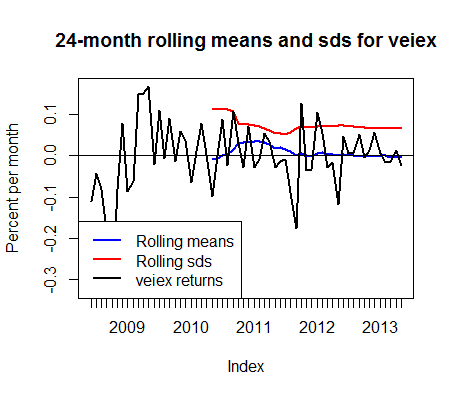 24-month rolling means and sds for veiex
Percent per month
0.1
0.0
-0.1
-0.2
-0.3
Rolling means
Rolling sds
veiex returns
2009 2010 2011 2012 2013
Index